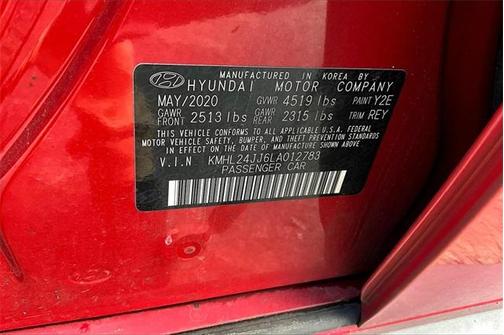 MANUFACTURED IN KOREA BY
HYUNDAI MOTOR COMPANY
MAY/2020 GVWR 4519 lbs PAINT Y2E
GAWR FRONT 2513 lbs GAWR REAR 2315 lbs TRIM REY
THIS VEHICLE CONFORMS TO ALL APPLICABLE U.S.A. FEDERAL
MOTOR VEHICLE SAFETY, BUMPER, AND THEFT PREVENTION STANDARDS
IN EFFECT ON THE DATE OF MANUFACTURE SHOWN ABOVE.
V.I.N KMHL24JJ6LA012783
PASSENGER CAR